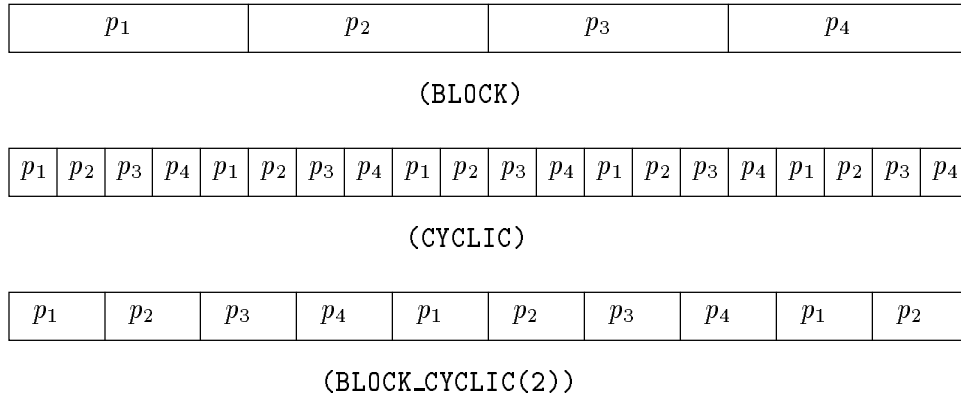 p1 p2 p3 p4
(BLOCK)
p1 p2 p3 p4 p1 p2 p3 p4 p1 p2 p3 p4 p1 p2 p3 p4 p1 p2 p3 p4
(CYCLIC)
p1 p2 p3 p4 p1 p2 p3 p4 p1 p2
(BLOCK_CYCLIC(2))